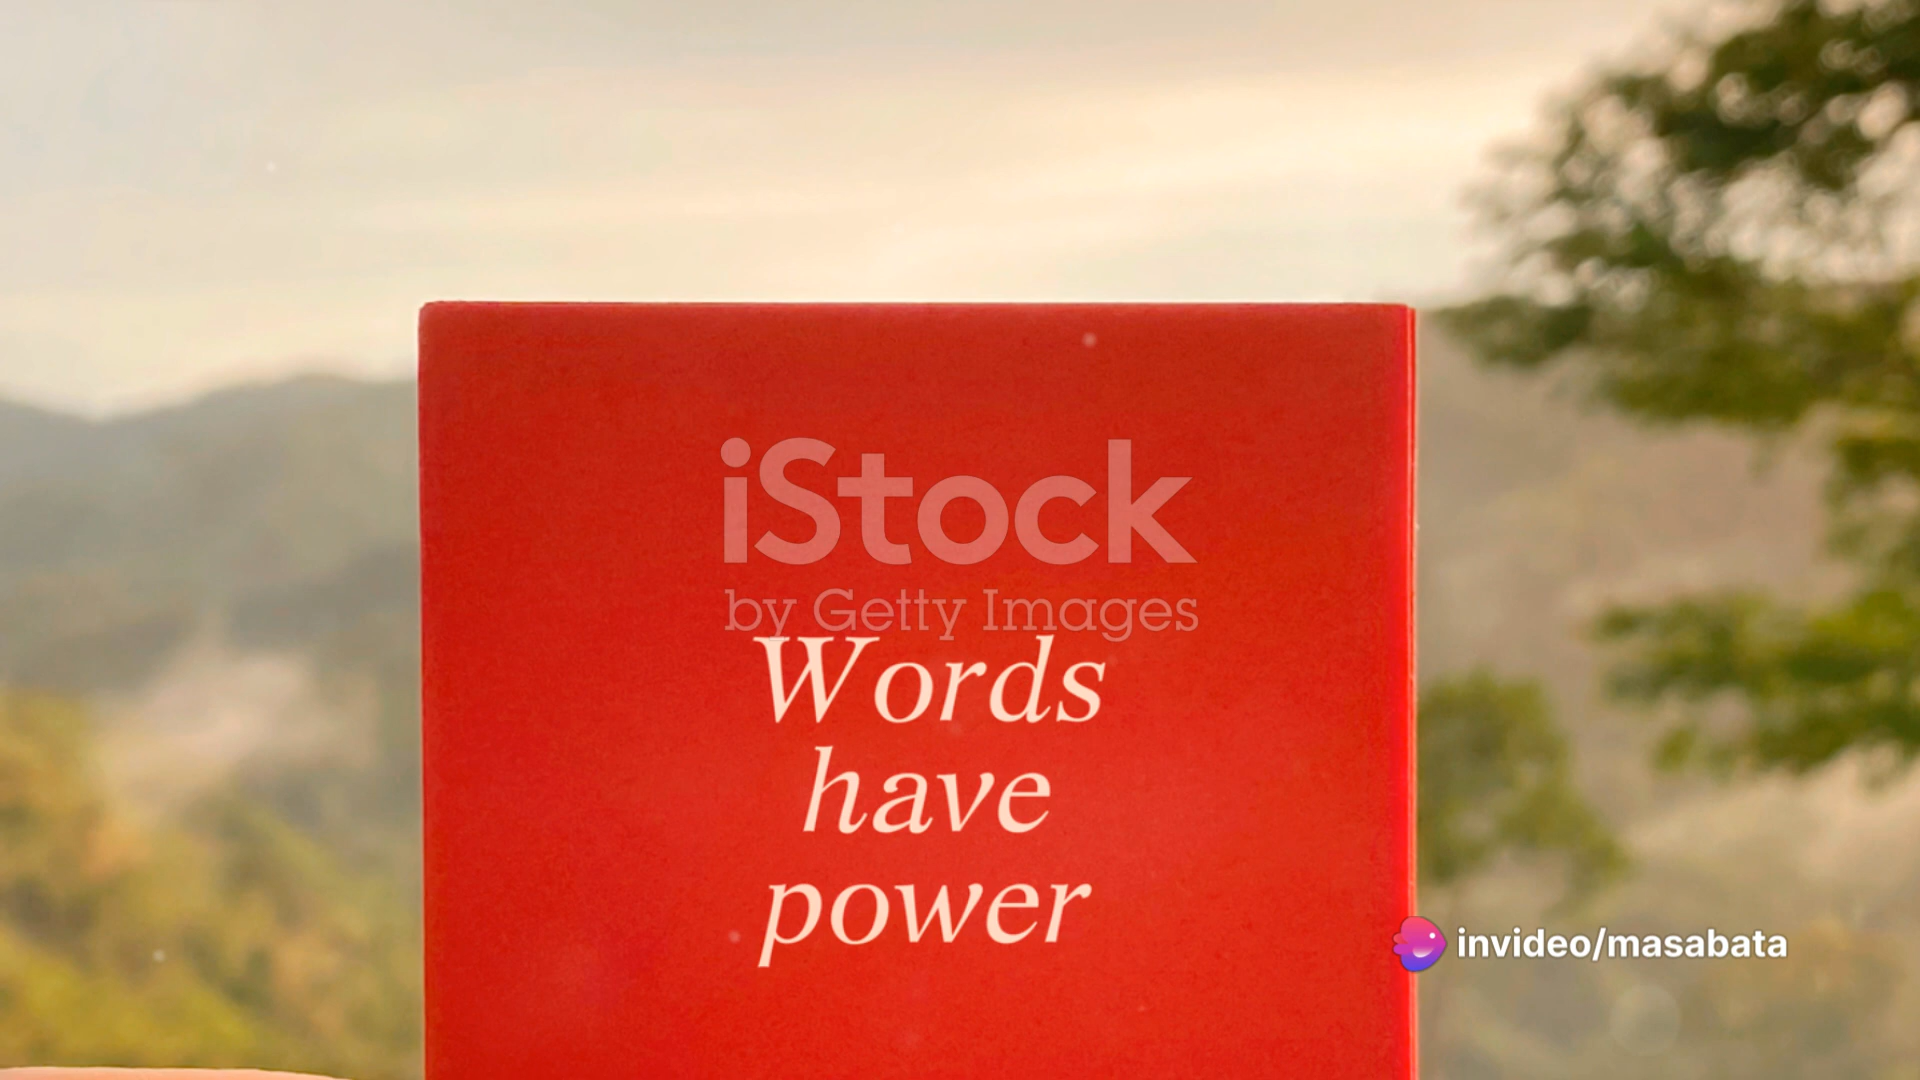 iStock
by Getty Images
Words
have
power
invideo/masabata